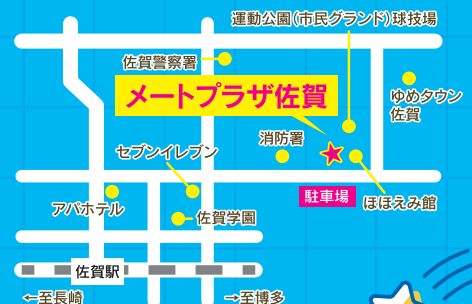 運動公園(市民グランド)球技場
佐賀警察署
メートプラザ佐賀
ゆめタウン
佐賀
消防署
セブンイレブン
駐車場
ほほえみ館
アパホテル
佐賀学園
佐賀駅
←至長崎
→至博多